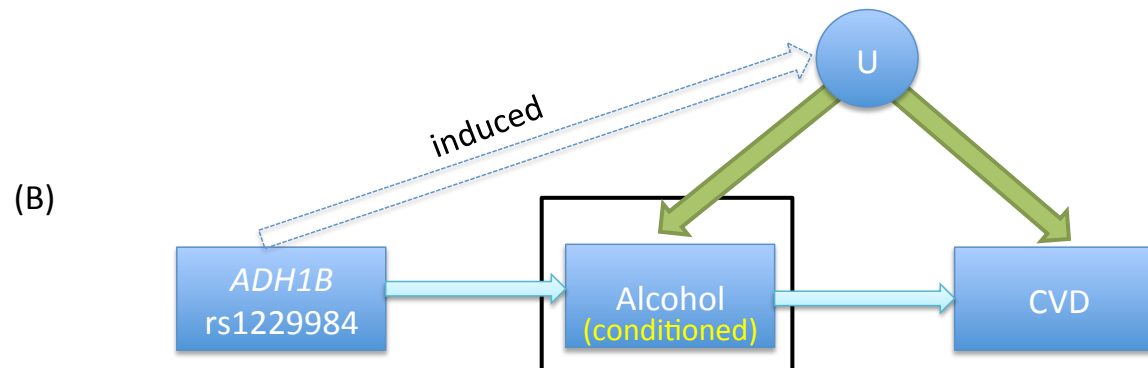 U
induced
(B)
ADH1B
rs1229984
Alcohol
(conditioned)
CVD